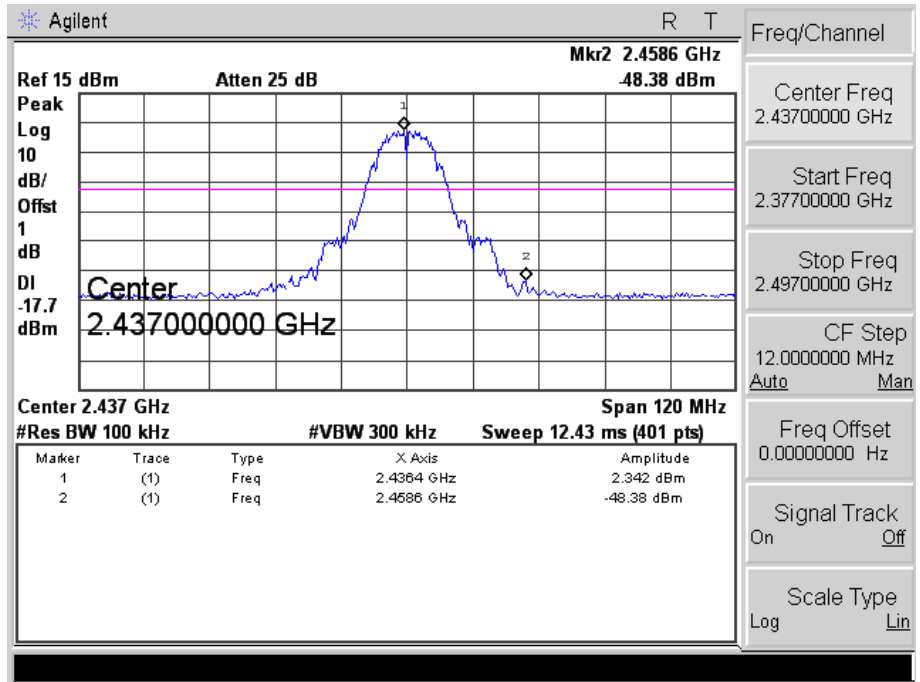 Agilent R T
Mkr2 2.4586 GHz
Ref 15 dBm Atten 25 dB -48.38 dBm
Peak
Log
10
dB/
Offst
1
dB
DI
-17.7
dBm
1
2
Center
2.437000000 GHz
Center 2.437 GHz Span 120 MHz
#Res BW 100 kHz #VBW 300 kHz Sweep 12.43 ms (401 pts)
Marker Trace Type X Axis Amplitude
1 (1) Freq 2.4364 GHz 2.342 dBm
2 (1) Freq 2.4586 GHz -48.38 dBm
Freq/Channel
Center Freq
2.43700000 GHz
Start Freq
2.37700000 GHz
Stop Freq
2.49700000 GHz
CF Step
12.0000000 MHz
Auto Man
Freq Offset
0.00000000 Hz
Signal Track
On Off
Scale Type
Log Lin